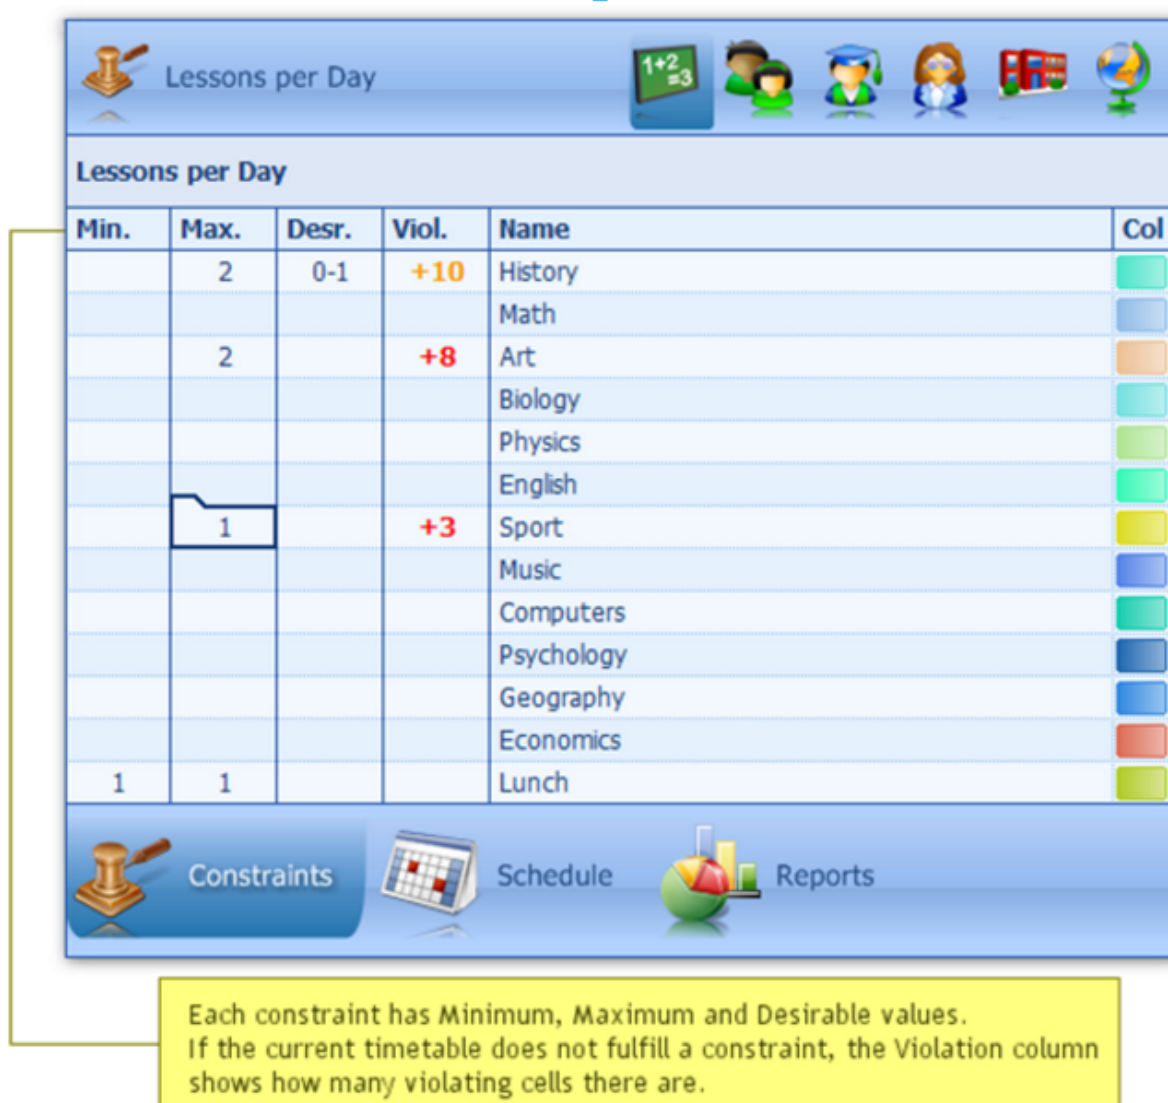 Lessons per Day
1+2
=3
Lessons per Day
Min. Max. Desr. Viol. Name Col
2 0-1 +10 History
Math
2 +8 Art
Biology
Physics
English
1 +3 Sport
Music
Computers
Psychology
Geography
Economics
1 1 Lunch
Constraints Schedule Reports
Each constraint has Minimum, Maximum and Desirable values.
If the current timetable does not fulfill a constraint, the Violation column
shows how many violating cells there are.